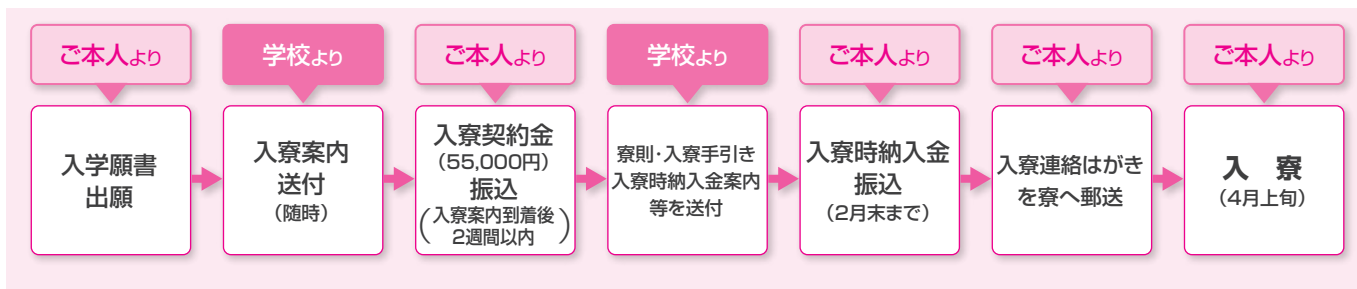 ご本人より
入学願書
出願
学校より
入寮案内
送付
(随時)
ご本人より
入寮契約金
(55,000円)
振込
(入寮案内到着後
2週間以内)
学校より
寮則・入寮手引き
入寮時納入金案内
等を送付
ご本人より
入寮時納入金
振込
(2月末まで)
ご本人より
入寮連絡はがき
を寮へ郵送
ご本人より
入 寮
(4月上旬)